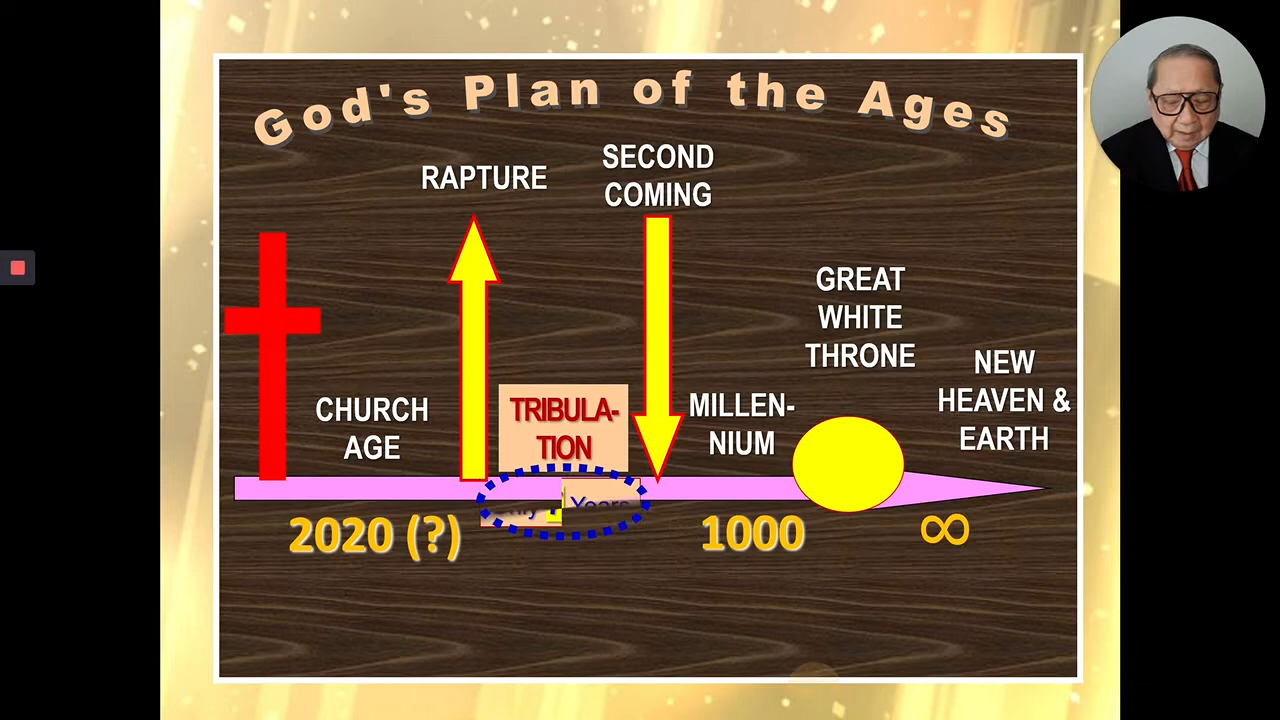 God's Plan of the Ages
RAPTURE
SECOND
COMING
GREAT
WHITE
THRONE
NEW
HEAVEN &
EARTH
CHURCH
AGE
TRIBULA-
TION
MILLEN-
NIUM
Years
2020 (?)
1000
∞